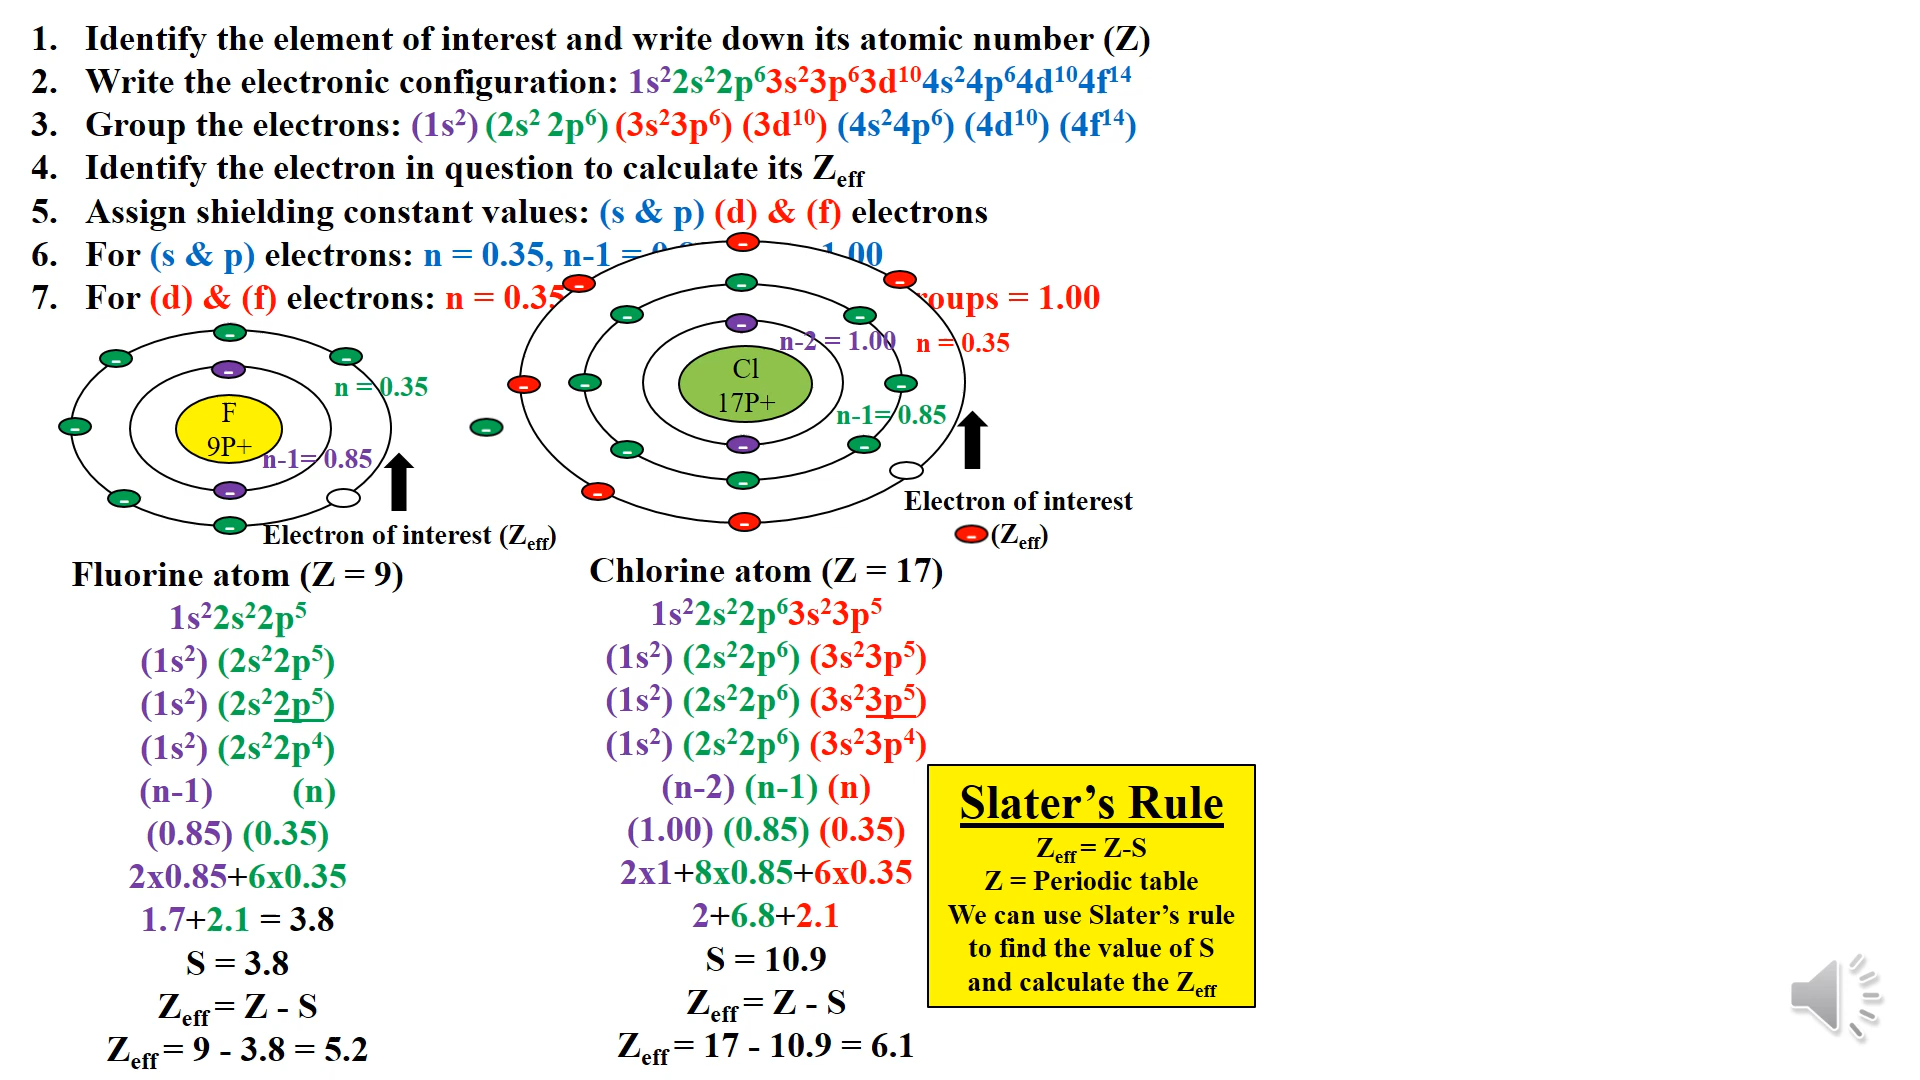 1. Identify the element of interest and write down its atomic number (Z)
2. Write the electronic configuration: 1s²2s²2p⁶3s²3p⁶3d¹⁰4s²4p⁶4d¹⁰4f¹⁴
3. Group the electrons: (1s²) (2s² 2p⁶) (3s²3p⁶) (3d¹⁰) (4s²4p⁶) (4d¹⁰) (4f¹⁴)
4. Identify the electron in question to calculate its Zeff
5. Assign shielding constant values: (s & p) (d) & (f) electrons
6. For (s & p) electrons: n = 0.35, n-1 = 1.00
7. For (d) & (f) electrons: n = 0.35 = 1.00
F
9P+
n = 0.35
n-1= 0.85
Electron of interest (Zeff)
Cl
17P+
n-2 = 1.00
n = 0.35
n-1= 0.85
Electron of interest
(Zeff)
Fluorine atom (Z = 9)
1s²2s²2p⁵
(1s²) (2s²2p⁵)
(1s²) (2s²2p⁵)
(1s²) (2s²2p⁴)
(n-1) (n)
(0.85) (0.35)
2x0.85+6x0.35
1.7+2.1 = 3.8
S = 3.8
Zeff = Z - S
Zeff = 9 - 3.8 = 5.2
Chlorine atom (Z = 17)
1s²2s²2p⁶3s²3p⁵
(1s²) (2s²2p⁶) (3s²3p⁵)
(1s²) (2s²2p⁶) (3s²3p⁵)
(1s²) (2s²2p⁶) (3s²3p⁴)
(n-2) (n-1) (n)
(1.00) (0.85) (0.35)
2x1+8x0.85+6x0.35
2+6.8+2.1
S = 10.9
Zeff = Z - S
Zeff = 17 - 10.9 = 6.1
Slater’s Rule
Zeff = Z-S
Z = Periodic table
We can use Slater’s rule
to find the value of S
and calculate the Zeff